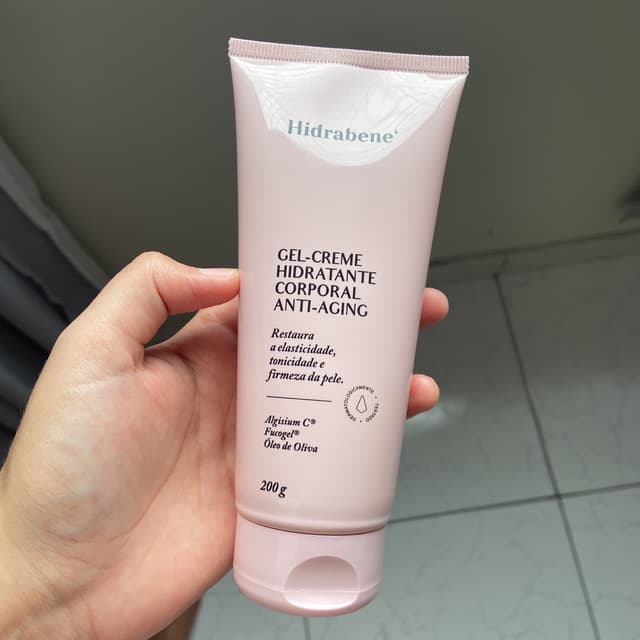 Hidrabene®
GEL-CREME
HIDRATANTE
CORPORAL
ANTI-AGING
Restaura
a elasticidade,
tonicidade e
firmeza da pele.
DERMATOLOGICAMENTE TESTADO
Algisium C®
Fucogel®
Óleo de Oliva
200 g